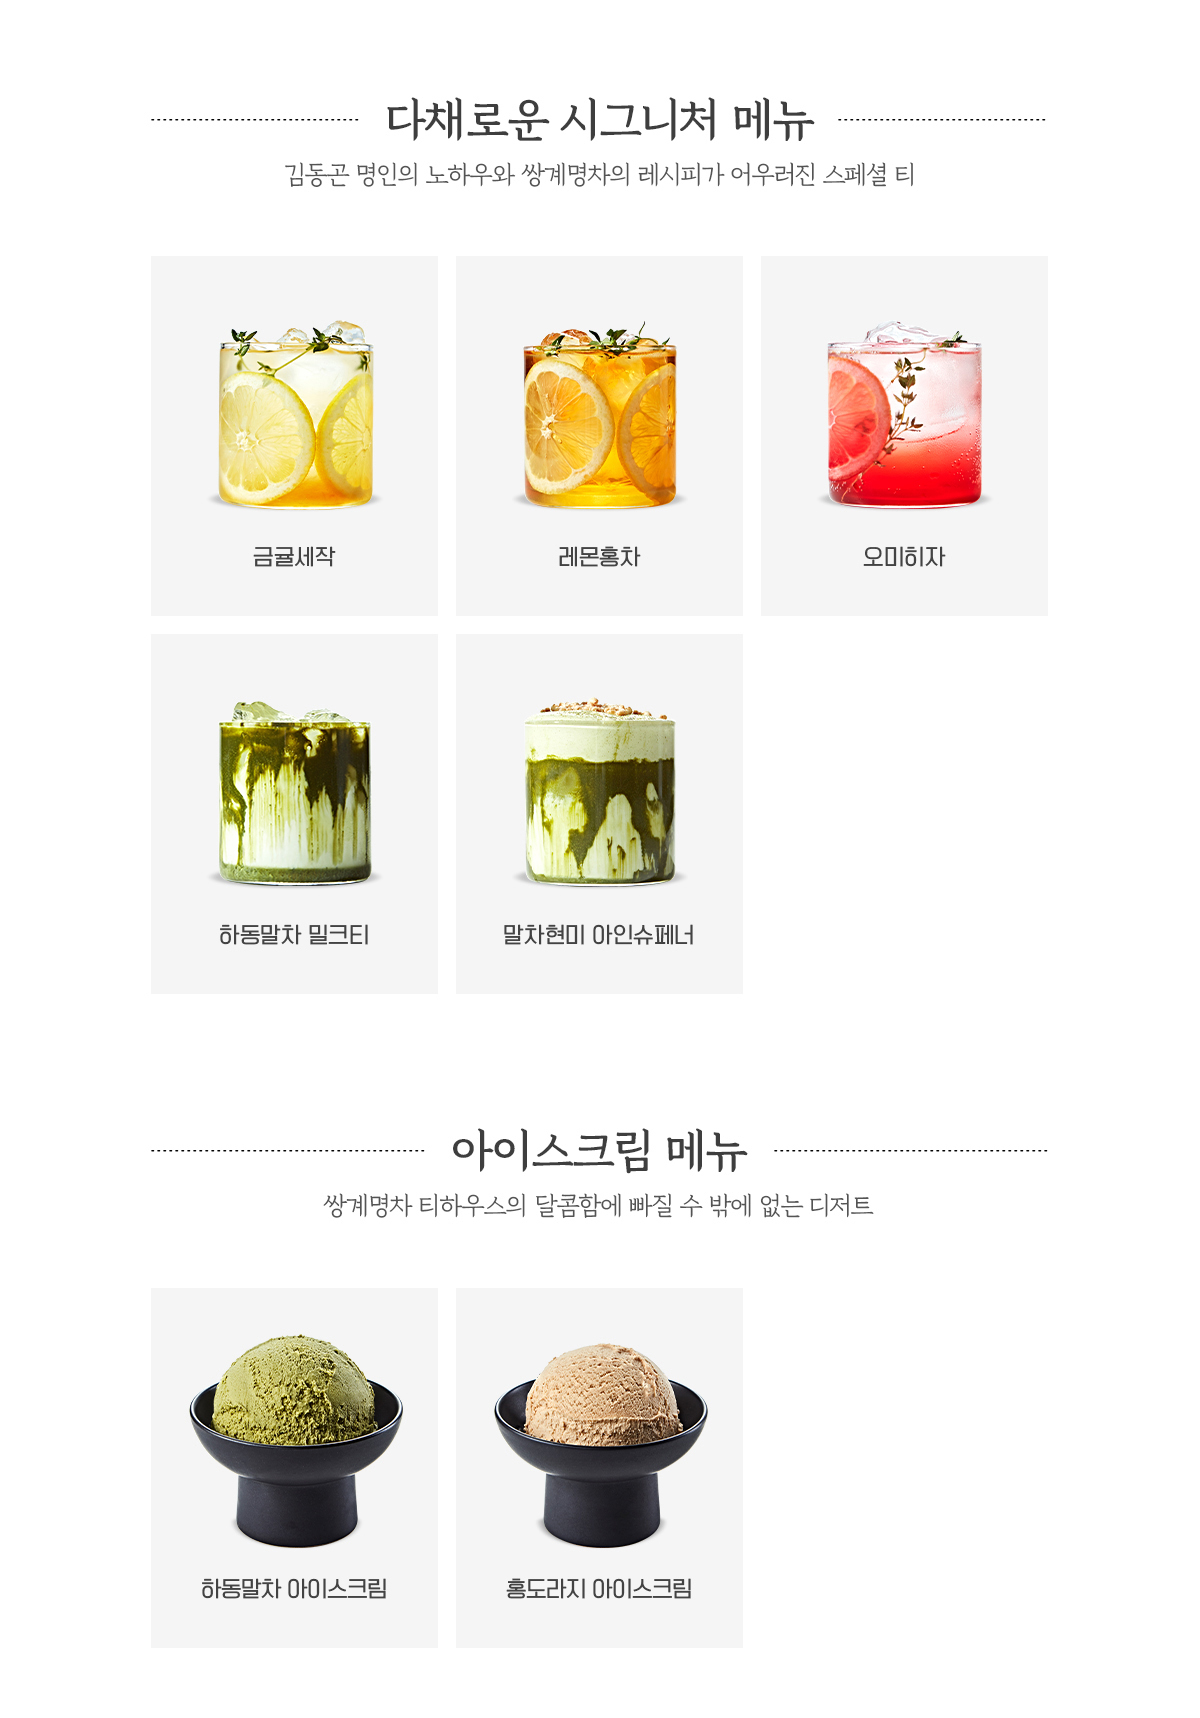 다채로운 시그니처 메뉴
김동곤 명인의 노하우와 쌍계명차의 레시피가 어우러진 스페셜 티
금귤세작
레몬홍차
오미히자
하동말차 밀크티
말차현미 아인슈페너
아이스크림 메뉴
쌍계명차 티하우스의 달콤함에 빠질 수 밖에 없는 디저트
하동말차 아이스크림
홍도라지 아이스크림